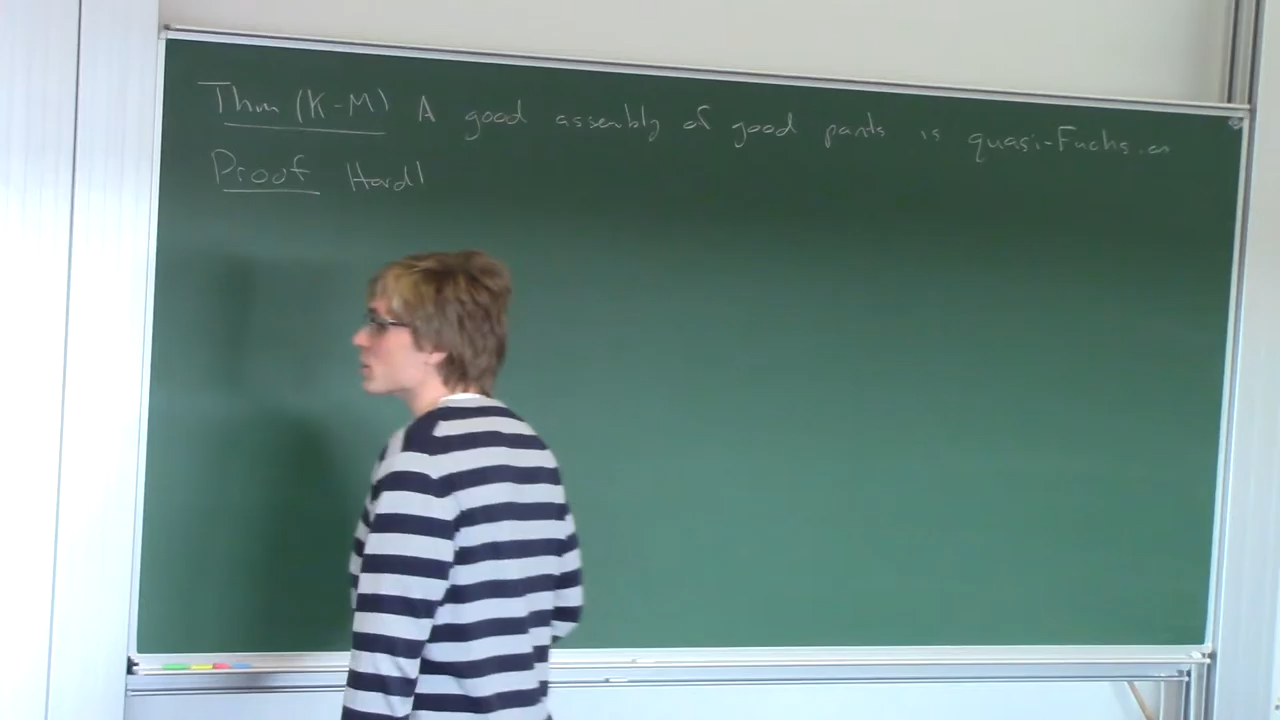 Thm (K-M) A good assembly of good pants is quasi-Fuchsian
Proof Hard!